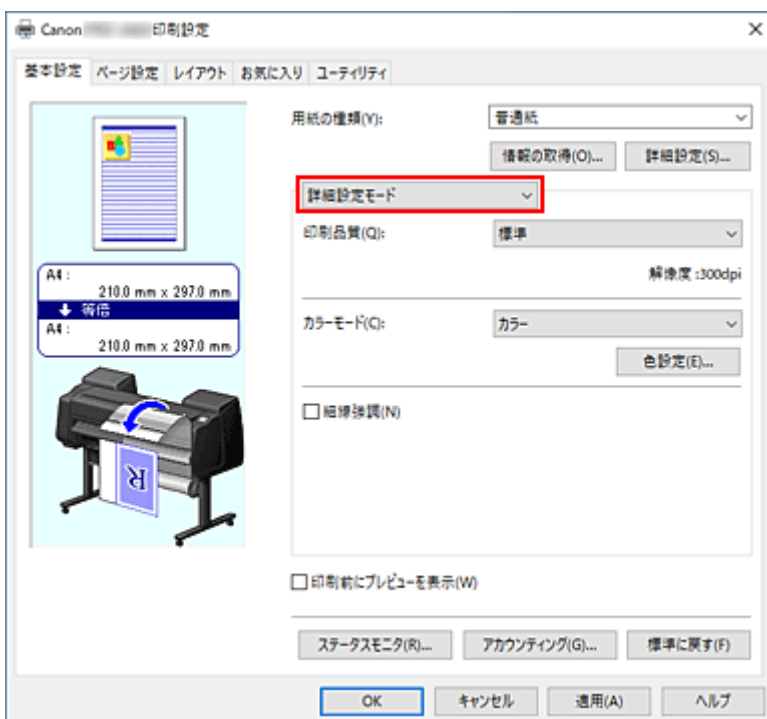 Canon 印刷設定
基本設定 ページ設定 レイアウト お気に入り ユーティリティ
用紙の種類(Y): 普通紙
情報の取得(O)... 詳細設定(S)...
詳細設定モード
印刷品質(Q): 標準
解像度 :300dpi
A4 :
210.0 mm x 297.0 mm
等倍
A4 :
210.0 mm x 297.0 mm
カラーモード(C): カラー
色設定(E)...
細線強調(N)
R
印刷前にプレビューを表示(W)
ステータスモニタ(R)... アカウンティング(G)... 標準に戻す(F)
OK キャンセル 適用(A) ヘルプ